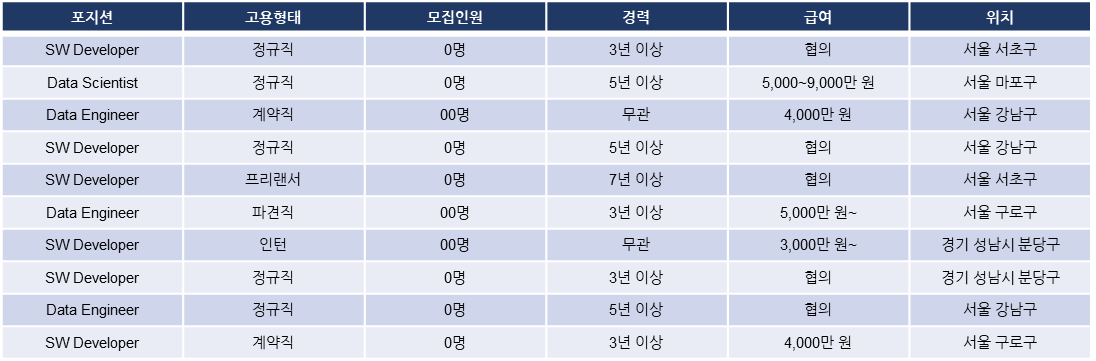 포지션 고용형태 모집인원 경력 급여 위치
SW Developer 정규직 0명 3년 이상 협의 서울 서초구
Data Scientist 정규직 0명 5년 이상 5,000~9,000만 원 서울 마포구
Data Engineer 계약직 00명 무관 4,000만 원 서울 강남구
SW Developer 정규직 0명 5년 이상 협의 서울 강남구
SW Developer 프리랜서 0명 7년 이상 협의 서울 서초구
Data Engineer 파견직 00명 3년 이상 5,000만 원~ 서울 구로구
SW Developer 인턴 00명 무관 3,000만 원~ 경기 성남시 분당구
SW Developer 정규직 0명 3년 이상 협의 경기 성남시 분당구
Data Engineer 정규직 0명 5년 이상 협의 서울 강남구
SW Developer 계약직 0명 3년 이상 4,000만 원 서울 구로구